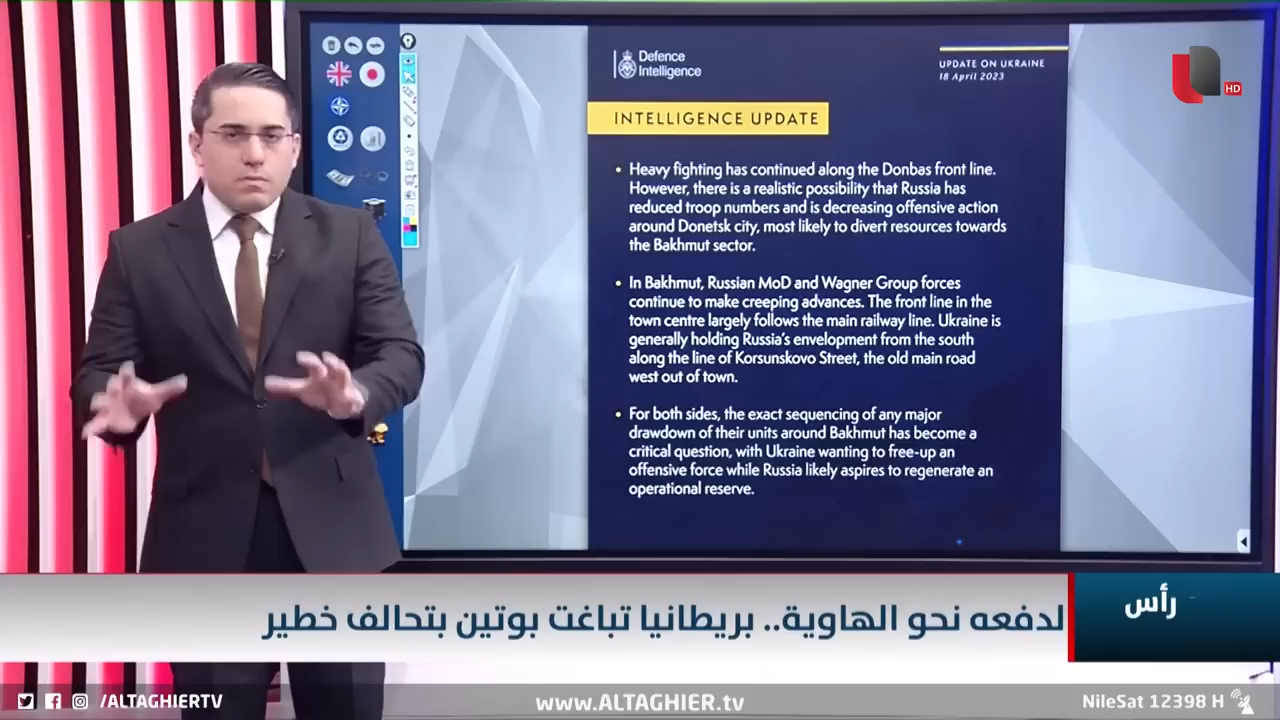 Defence
Intelligence
UPDATE ON UKRAINE
18 April 2023
HD
INTELLIGENCE UPDATE
• Heavy fighting has continued along the Donbas front line.
However, there is a realistic possibility that Russia has
reduced troop numbers and is decreasing offensive action
around Donetsk city, most likely to divert resources towards
the Bakhmut sector.
• In Bakhmut, Russian MoD and Wagner Group forces
continue to make creeping advances. The front line in the
town centre largely follows the main railway line. Ukraine is
generally holding Russia's envelopment from the south
along the line of Korsunskovo Street, the old main road
west out of town.
• For both sides, the exact sequencing of any major
drawdown of their units around Bakhmut has become a
critical question, with Ukraine wanting to free-up an
offensive force while Russia likely aspires to regenerate an
operational reserve.
رأس
لدفعه نحو الهاوية.. بريطانيا تباغت بوتين بتحالف خطير
/ALTAGHIERTV
www.ALTAGHIER.tv
NileSat 12398 H